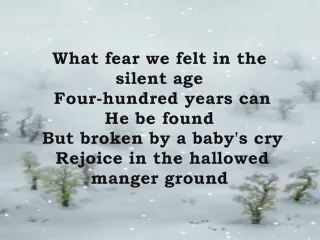 What fear we felt in the
silent age
Four-hundred years can
He be found
But broken by a baby's cry
Rejoice in the hallowed
manger ground